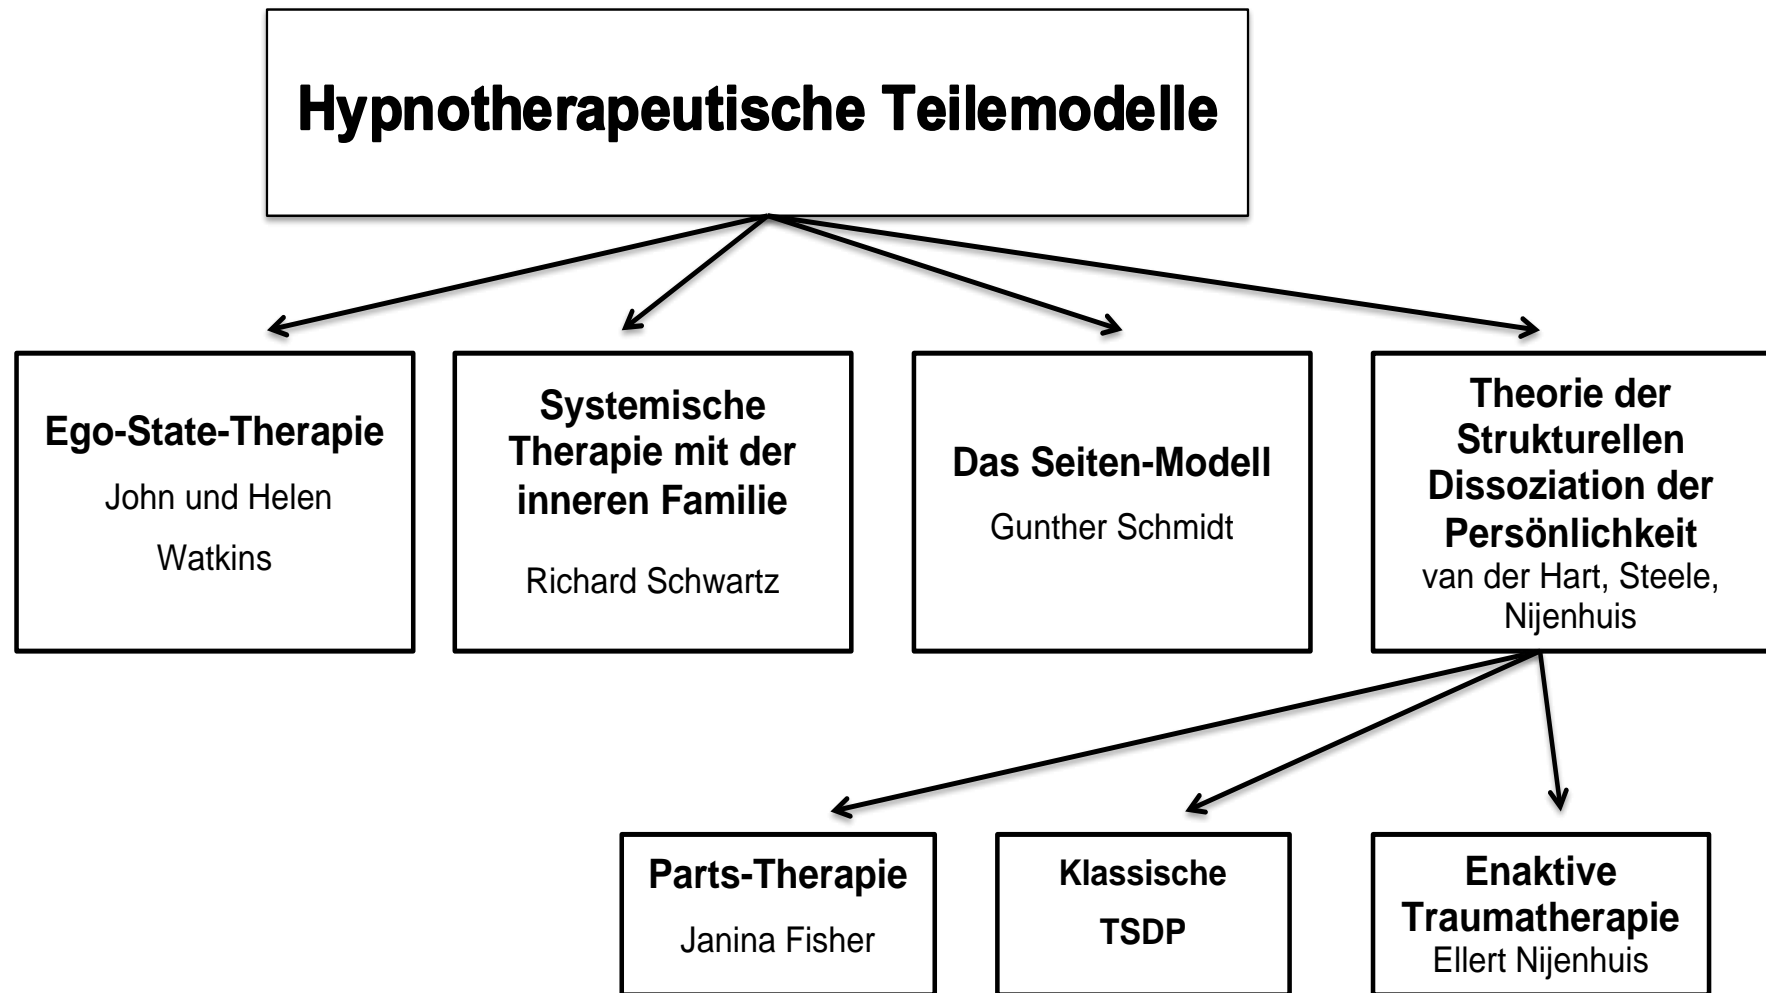 Hypnotherapeutische Teilemodelle
Ego-State-Therapie
John und Helen
Watkins
Systemische
Therapie mit der
inneren Familie
Richard Schwartz
Das Seiten-Modell
Gunther Schmidt
Theorie der
Strukturellen
Dissoziation der
Persönlichkeit
van der Hart, Steele,
Nijenhuis
Parts-Therapie
Janina Fisher
Klassische
TSDP
Enaktive
Traumatherapie
Ellert Nijenhuis